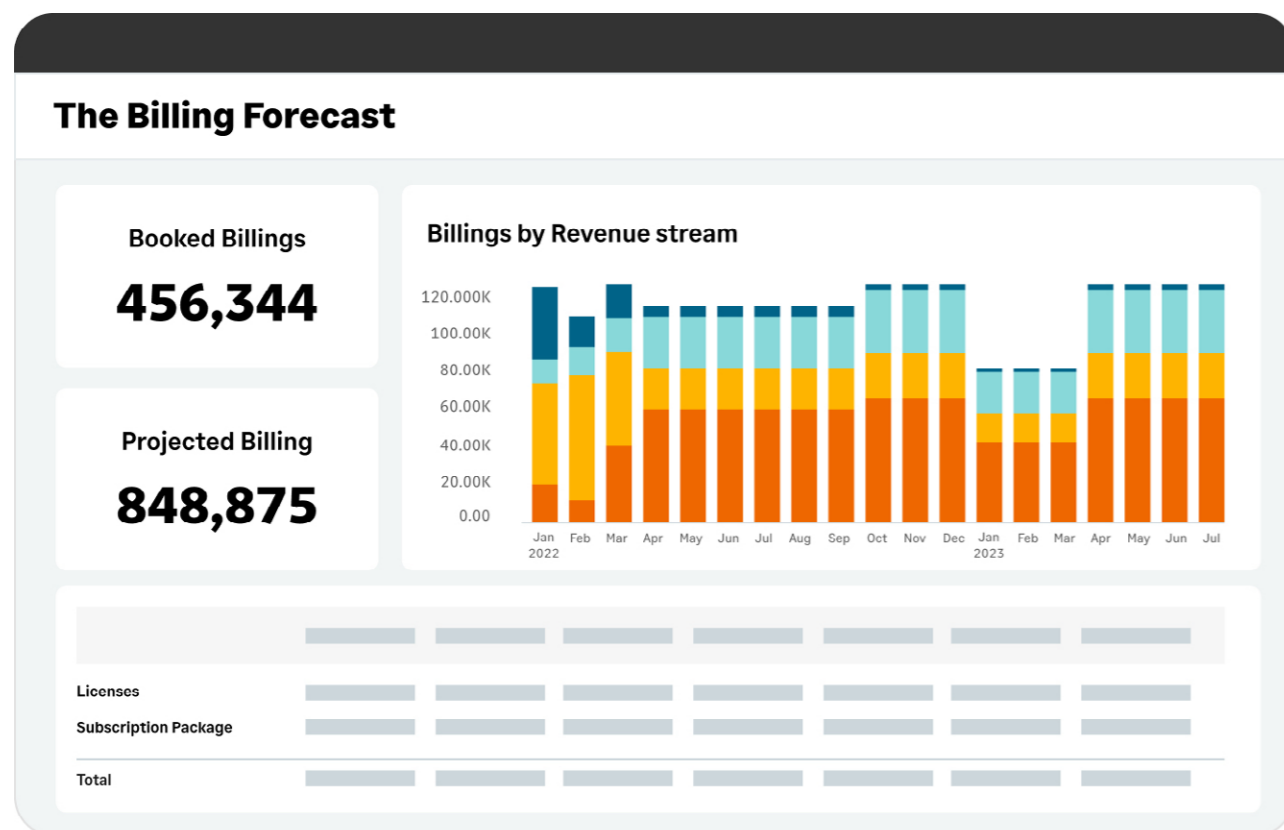 The Billing Forecast
Booked Billings
456,344
Projected Billing
848,875
Billings by Revenue stream
120.000K
100.00K
80.00K
60.00K
40.00K
20.00K
0.00
Jan Feb Mar Apr May Jun Jul Aug Sep Oct Nov Dec Jan Feb Mar Apr May Jun Jul
2022 2023
Licenses
Subscription Package
Total